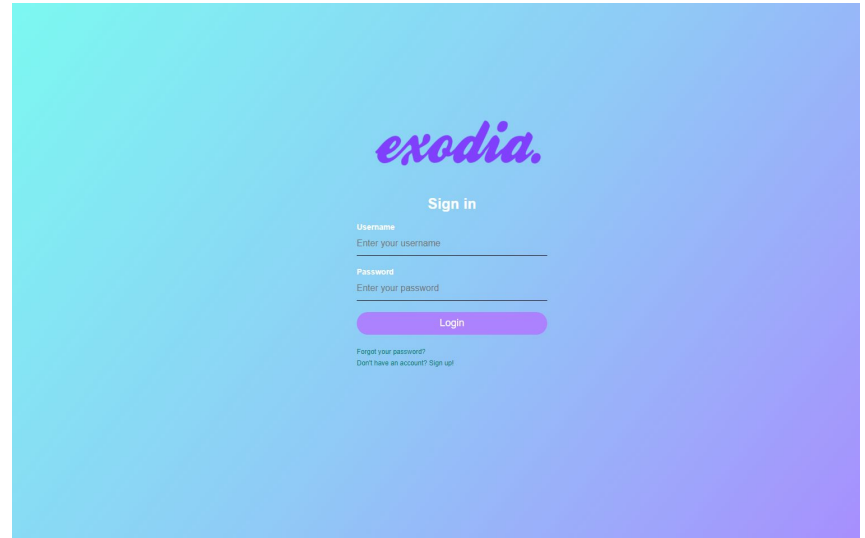 exodia.
Sign in
Username
Enter your username
Password
Enter your password
Login
Forgot your password?
Don't have an account? Sign up!